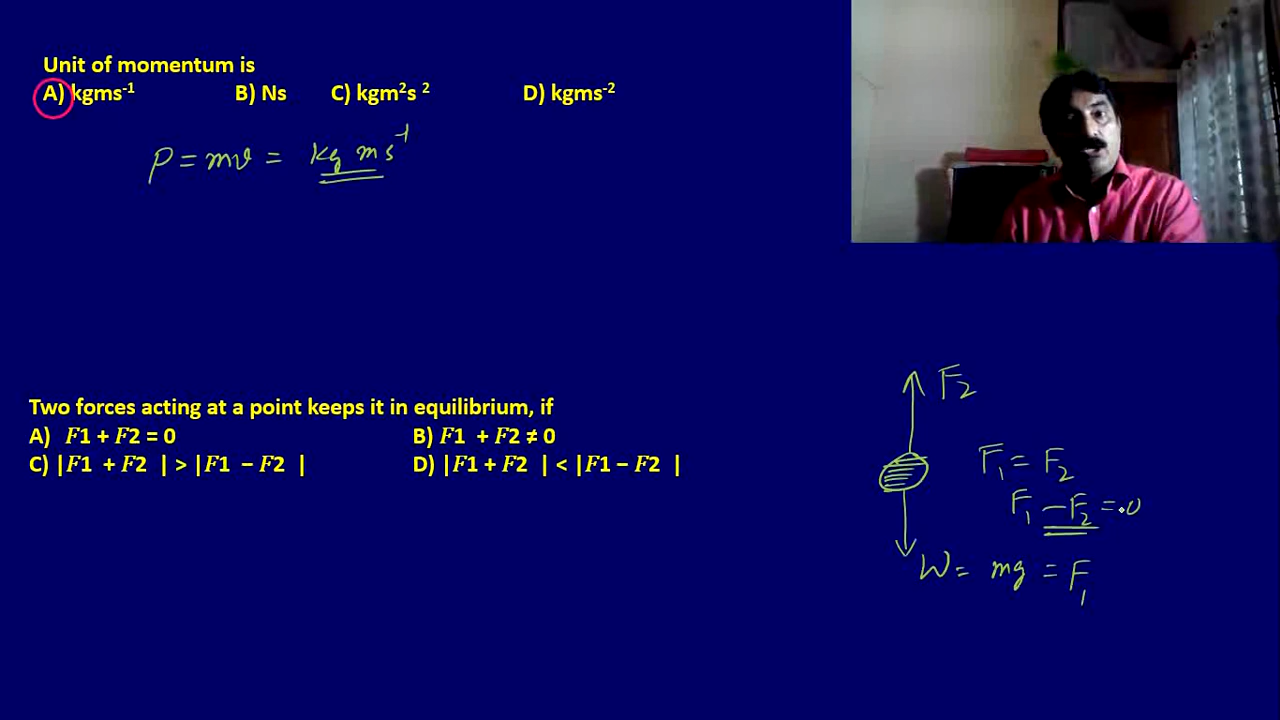 Unit of momentum is
A) kgms⁻¹ B) Ns C) kgm²s ² D) kgms⁻²
P = mv = kg m s⁻¹
Two forces acting at a point keeps it in equilibrium, if
A) F1 + F2 = 0 B) F1 + F2 ≠ 0
C) |F1 + F2 | > |F1 − F2 | D) |F1 + F2 | < |F1 − F2 |
F₂
F₁ = F₂
F₁ − F₂ = 0
W = mg = F₁